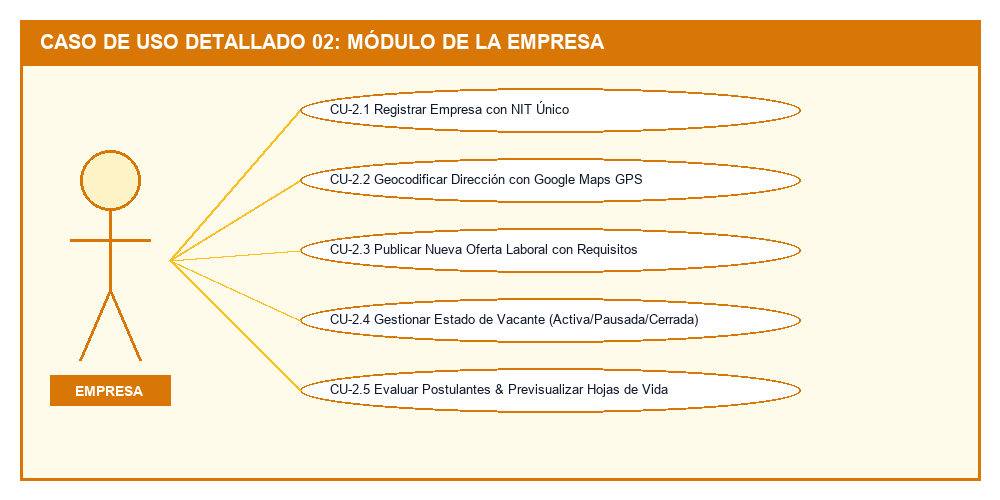 CASO DE USO DETALLADO 02: MÓDULO DE LA EMPRESA
CU-2.1 Registrar Empresa con NIT Único
CU-2.2 Geocodificar Dirección con Google Maps GPS
CU-2.3 Publicar Nueva Oferta Laboral con Requisitos
CU-2.4 Gestionar Estado de Vacante (Activa/Pausada/Cerrada)
CU-2.5 Evaluar Postulantes & Previsualizar Hojas de Vida
EMPRESA